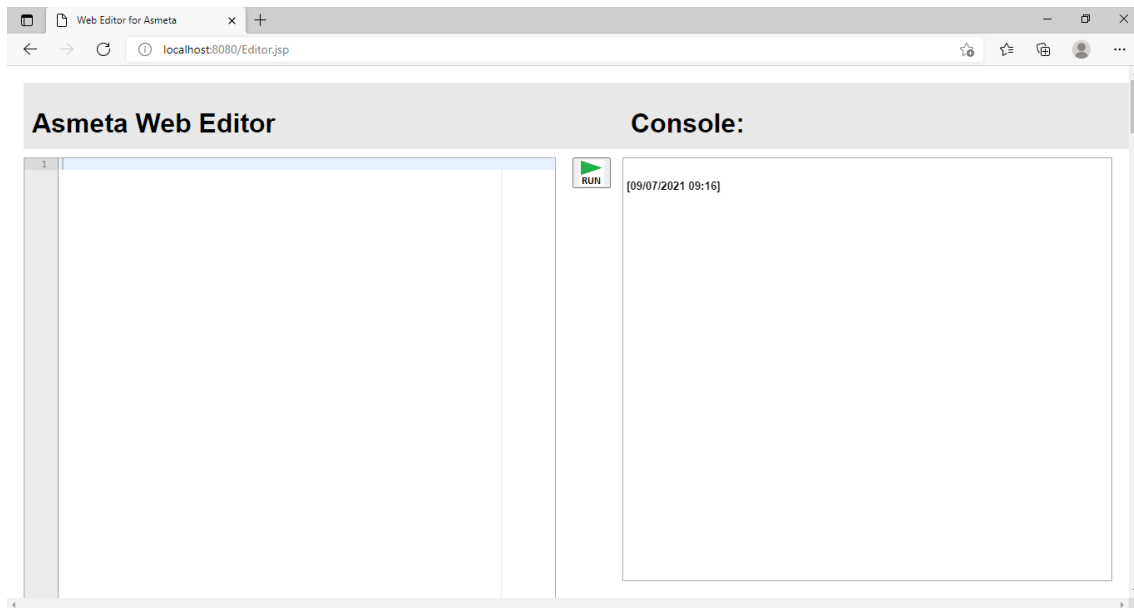 Web Editor for Asmeta
localhost:8080/Editor.jsp
Asmeta Web Editor
Console:
1
RUN
[09/07/2021 09:16]